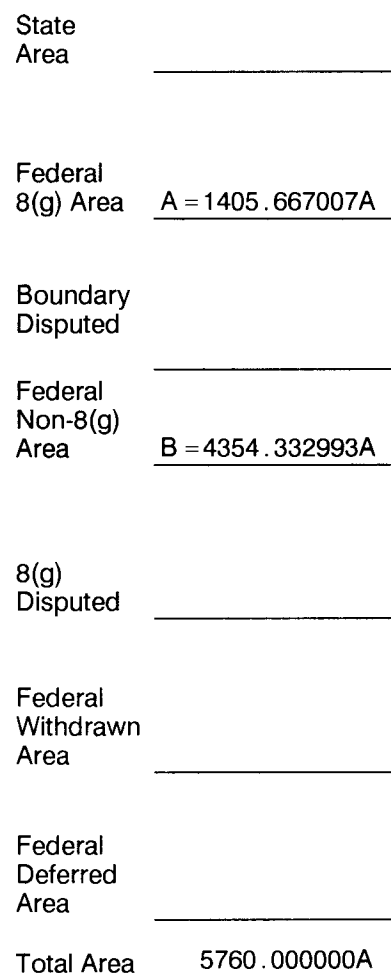 State
Area
Federal
8(g) Area A = 1405.667007A
Boundary
Disputed
Federal
Non-8(g)
Area B = 4354.332993A
8(g)
Disputed
Federal
Withdrawn
Area
Federal
Deferred
Area
Total Area 5760.000000A